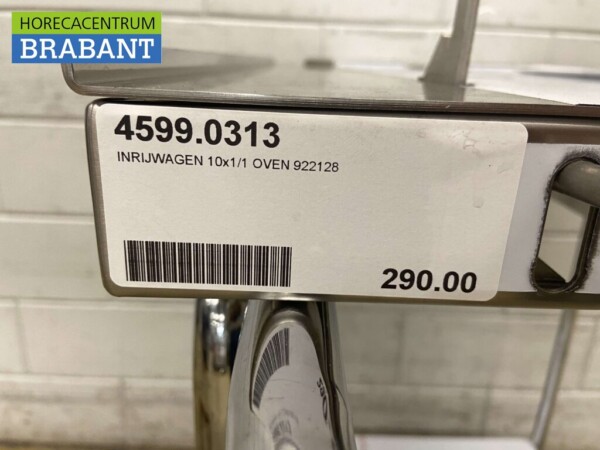 HORECACENTRUM
BRABANT
4599.0313
INRIJWAGEN 10x1/1 OVEN 922128
290.00